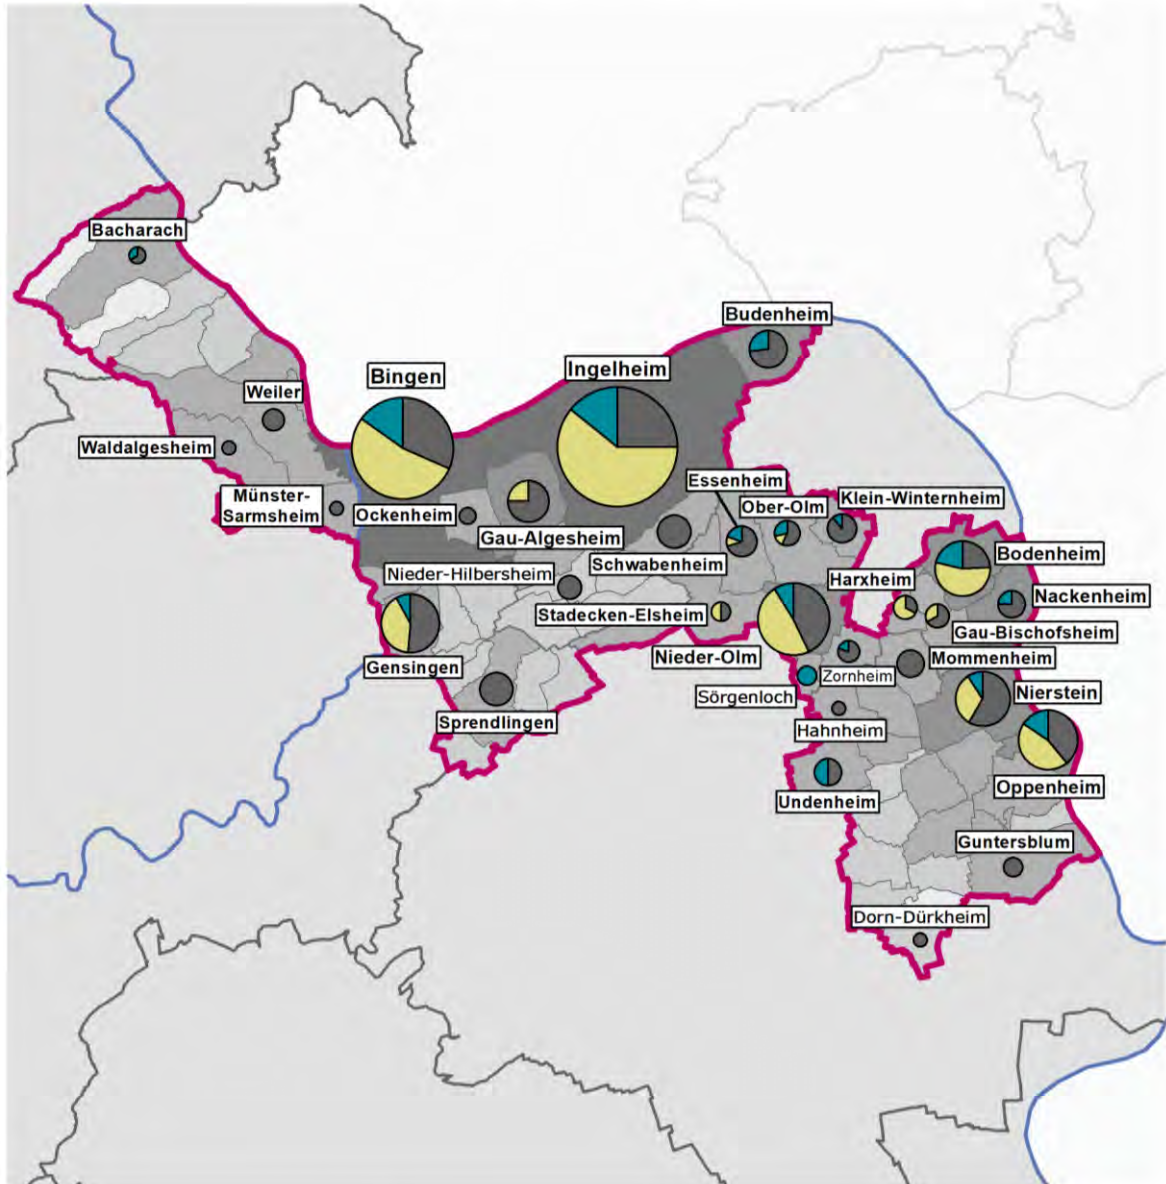 Bacharach
Budenheim
Ingelheim
Bingen
Weiler
Waldalgesheim
Essenheim
Klein-Winternheim
Münster-
Sarmsheim
Ober-Olm
Ockenheim
Gau-Algesheim
Bodenheim
Schwabenheim
Nieder-Hilbersheim
Harxheim
Nackenheim
Stadecken-Elsheim
Gau-Bischofsheim
Gensingen
Nieder-Olm
Mommenheim
Zornheim
Sörgenloch
Nierstein
Sprendlingen
Hahnheim
Oppenheim
Undenheim
Guntersblum
Dorn-Dürkheim